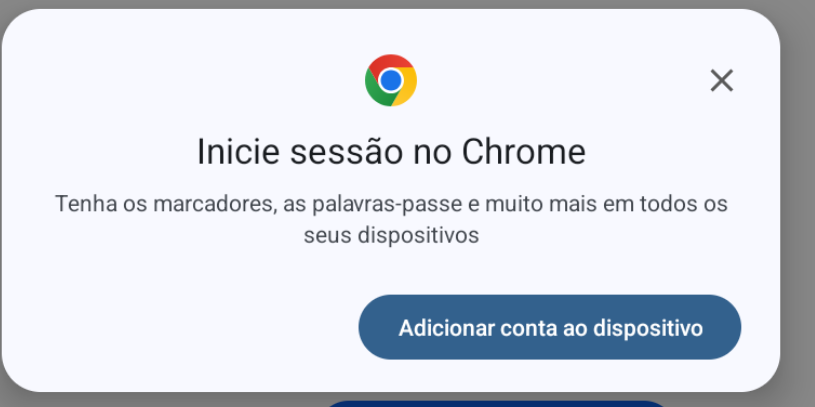 Inicie sessão no Chrome
Tenha os marcadores, as palavras-passe e muito mais em todos os
seus dispositivos
Adicionar conta ao dispositivo